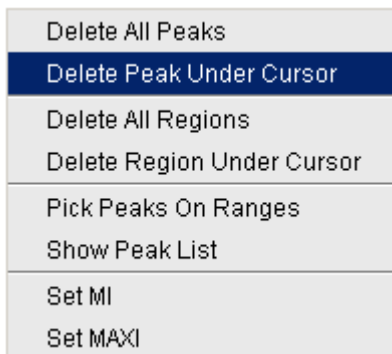 Delete All Peaks
Delete Peak Under Cursor
Delete All Regions
Delete Region Under Cursor
Pick Peaks On Ranges
Show Peak List
Set MI
Set MAXI